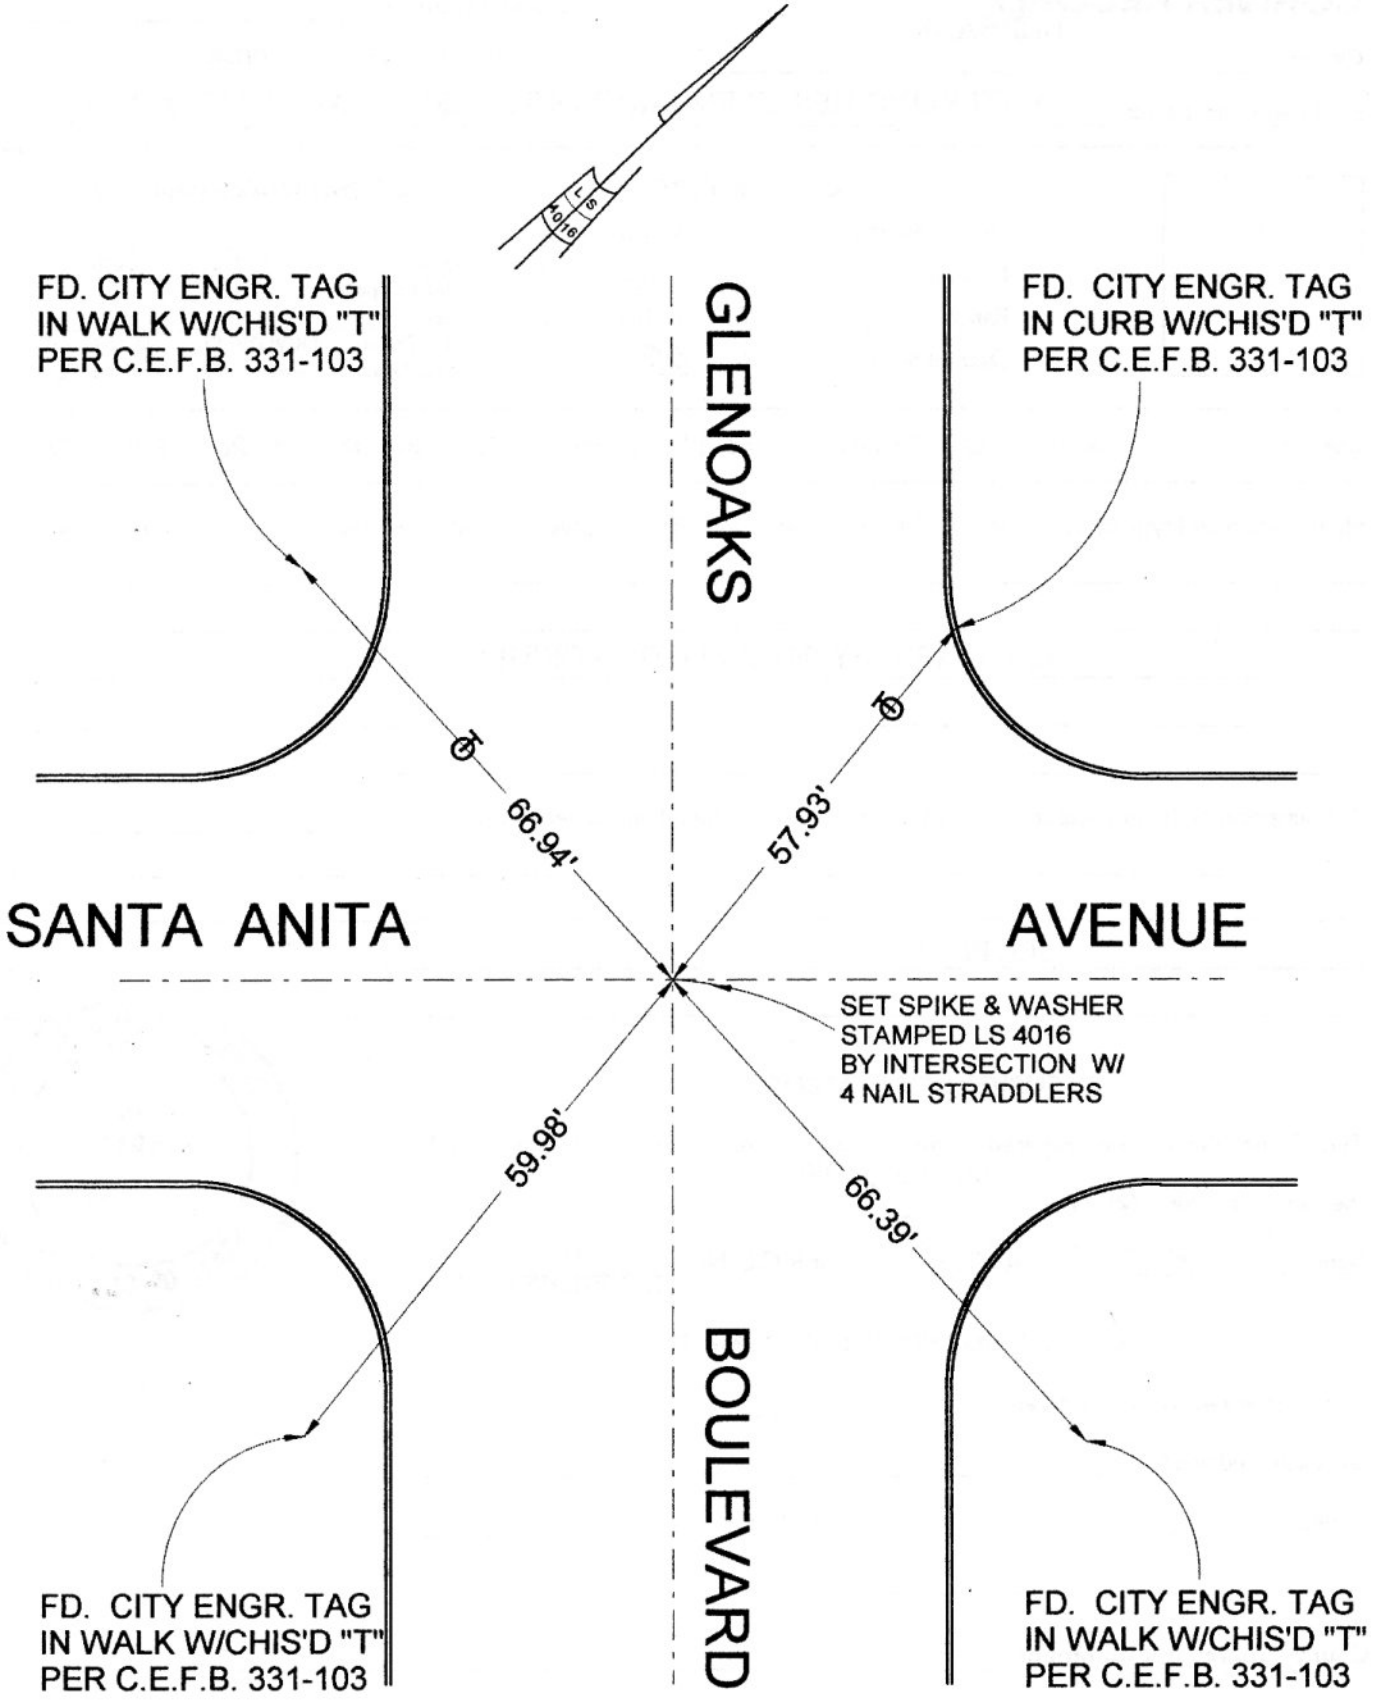 L S
4016
FD. CITY ENGR. TAG
IN WALK W/CHIS'D "T"
PER C.E.F.B. 331-103
GLENOAKS
FD. CITY ENGR. TAG
IN CURB W/CHIS'D "T"
PER C.E.F.B. 331-103
66.94'
57.93'
SANTA ANITA
AVENUE
SET SPIKE & WASHER
STAMPED LS 4016
BY INTERSECTION W/
4 NAIL STRADDLERS
59.98'
66.39'
BOULEVARD
FD. CITY ENGR. TAG
IN WALK W/CHIS'D "T"
PER C.E.F.B. 331-103
FD. CITY ENGR. TAG
IN WALK W/CHIS'D "T"
PER C.E.F.B. 331-103